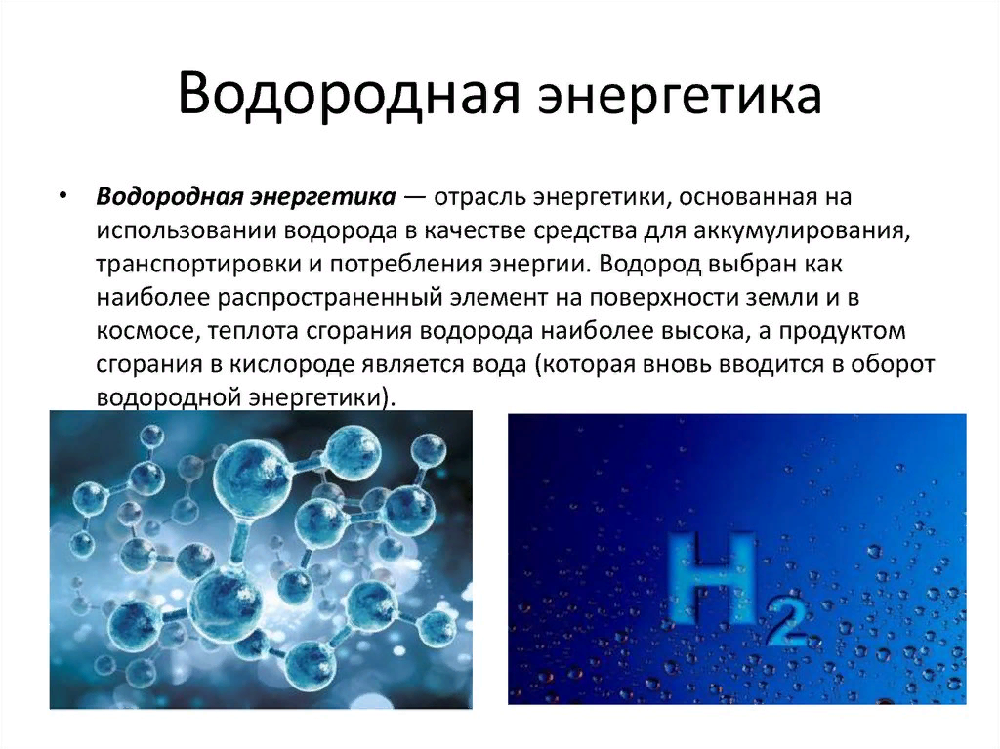 Водородная энергетика
• Водородная энергетика — отрасль энергетики, основанная на
использовании водорода в качестве средства для аккумулирования,
транспортировки и потребления энергии. Водород выбран как
наиболее распространенный элемент на поверхности земли и в
космосе, теплота сгорания водорода наиболее высока, а продуктом
сгорания в кислороде является вода (которая вновь вводится в оборот
водородной энергетики).
H2